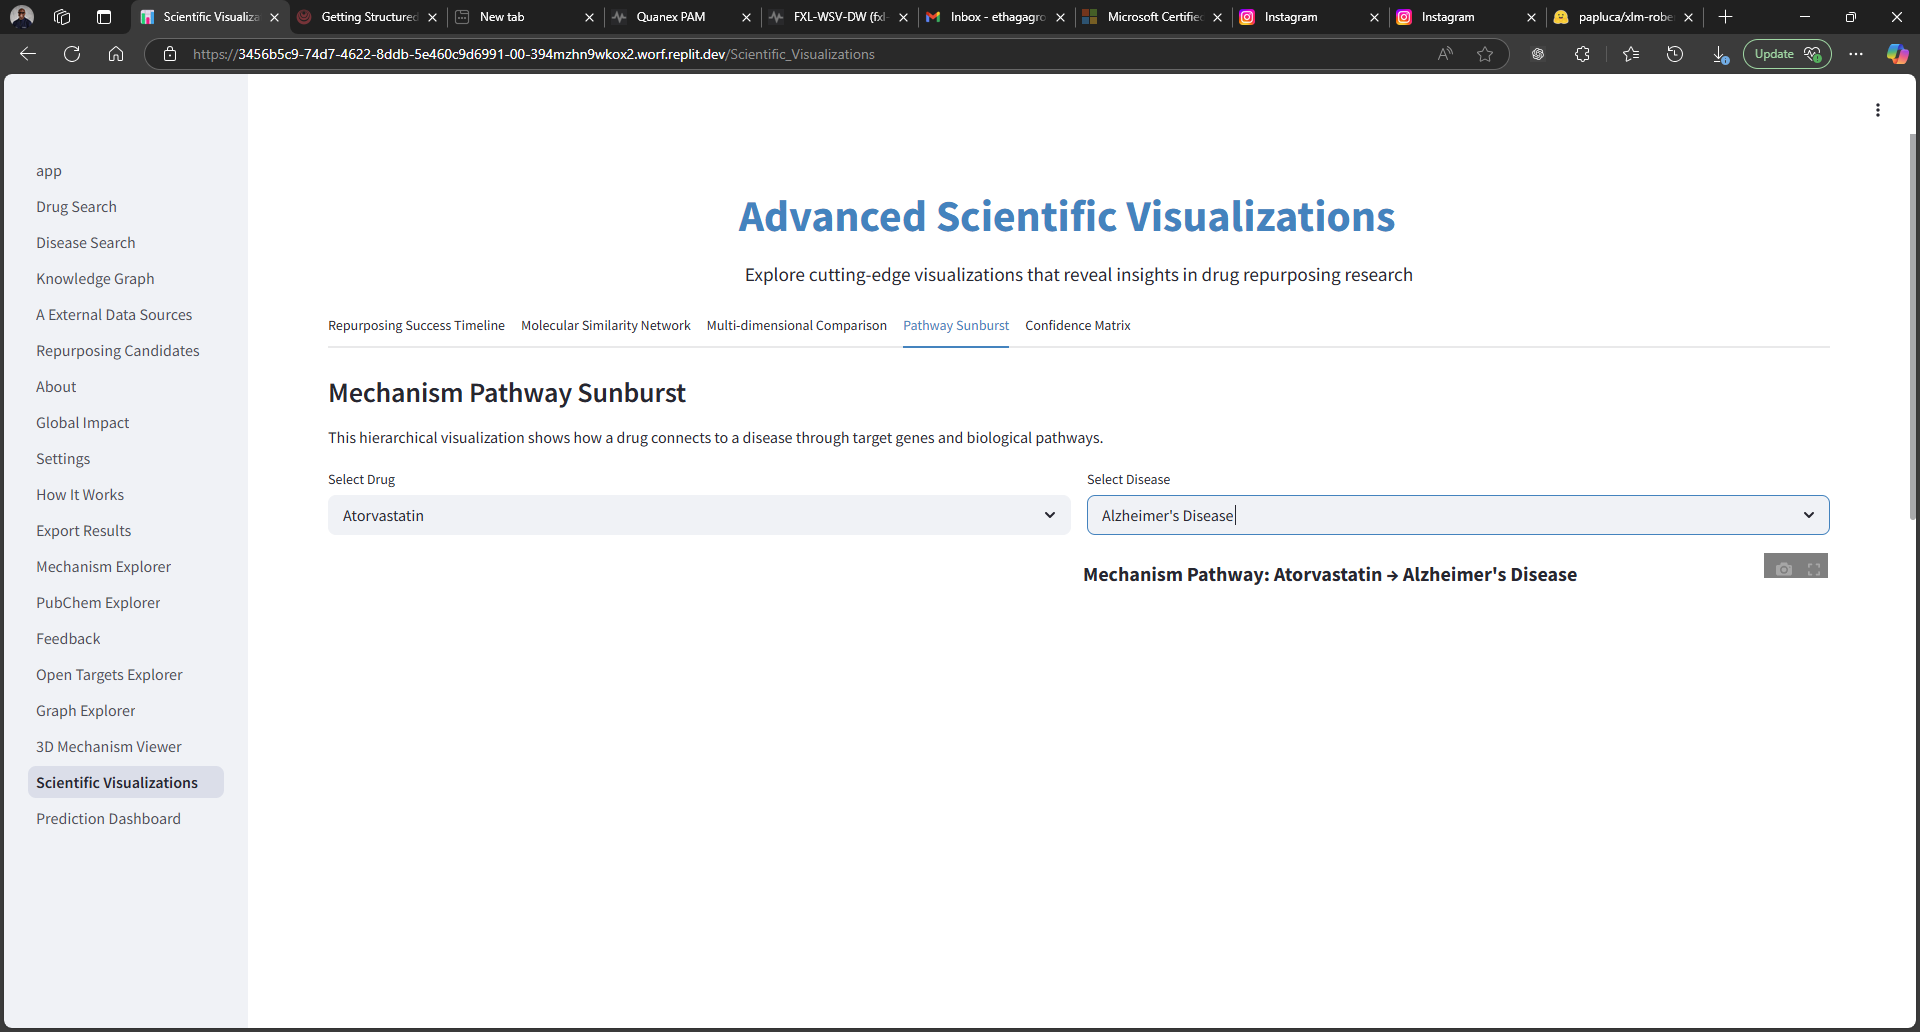 Scientific Visualiza
Getting Structured
New tab
Quanex PAM
FXL-WSV-DW (fxl-
Inbox - ethagagro
Microsoft Certifie
Instagram
Instagram
papluca/xlm-robe
https://3456b5c9-74d7-4622-8ddb-5e460c9d6991-00-394mzhn9wkox2.worf.replit.dev/Scientific_Visualizations
Update
app
Drug Search
Disease Search
Knowledge Graph
A External Data Sources
Repurposing Candidates
About
Global Impact
Settings
How It Works
Export Results
Mechanism Explorer
PubChem Explorer
Feedback
Open Targets Explorer
Graph Explorer
3D Mechanism Viewer
Scientific Visualizations
Prediction Dashboard
Advanced Scientific Visualizations
Explore cutting-edge visualizations that reveal insights in drug repurposing research
Repurposing Success Timeline
Molecular Similarity Network
Multi-dimensional Comparison
Pathway Sunburst
Confidence Matrix
Mechanism Pathway Sunburst
This hierarchical visualization shows how a drug connects to a disease through target genes and biological pathways.
Select Drug
Atorvastatin
Select Disease
Alzheimer's Disease
Mechanism Pathway: Atorvastatin → Alzheimer's Disease